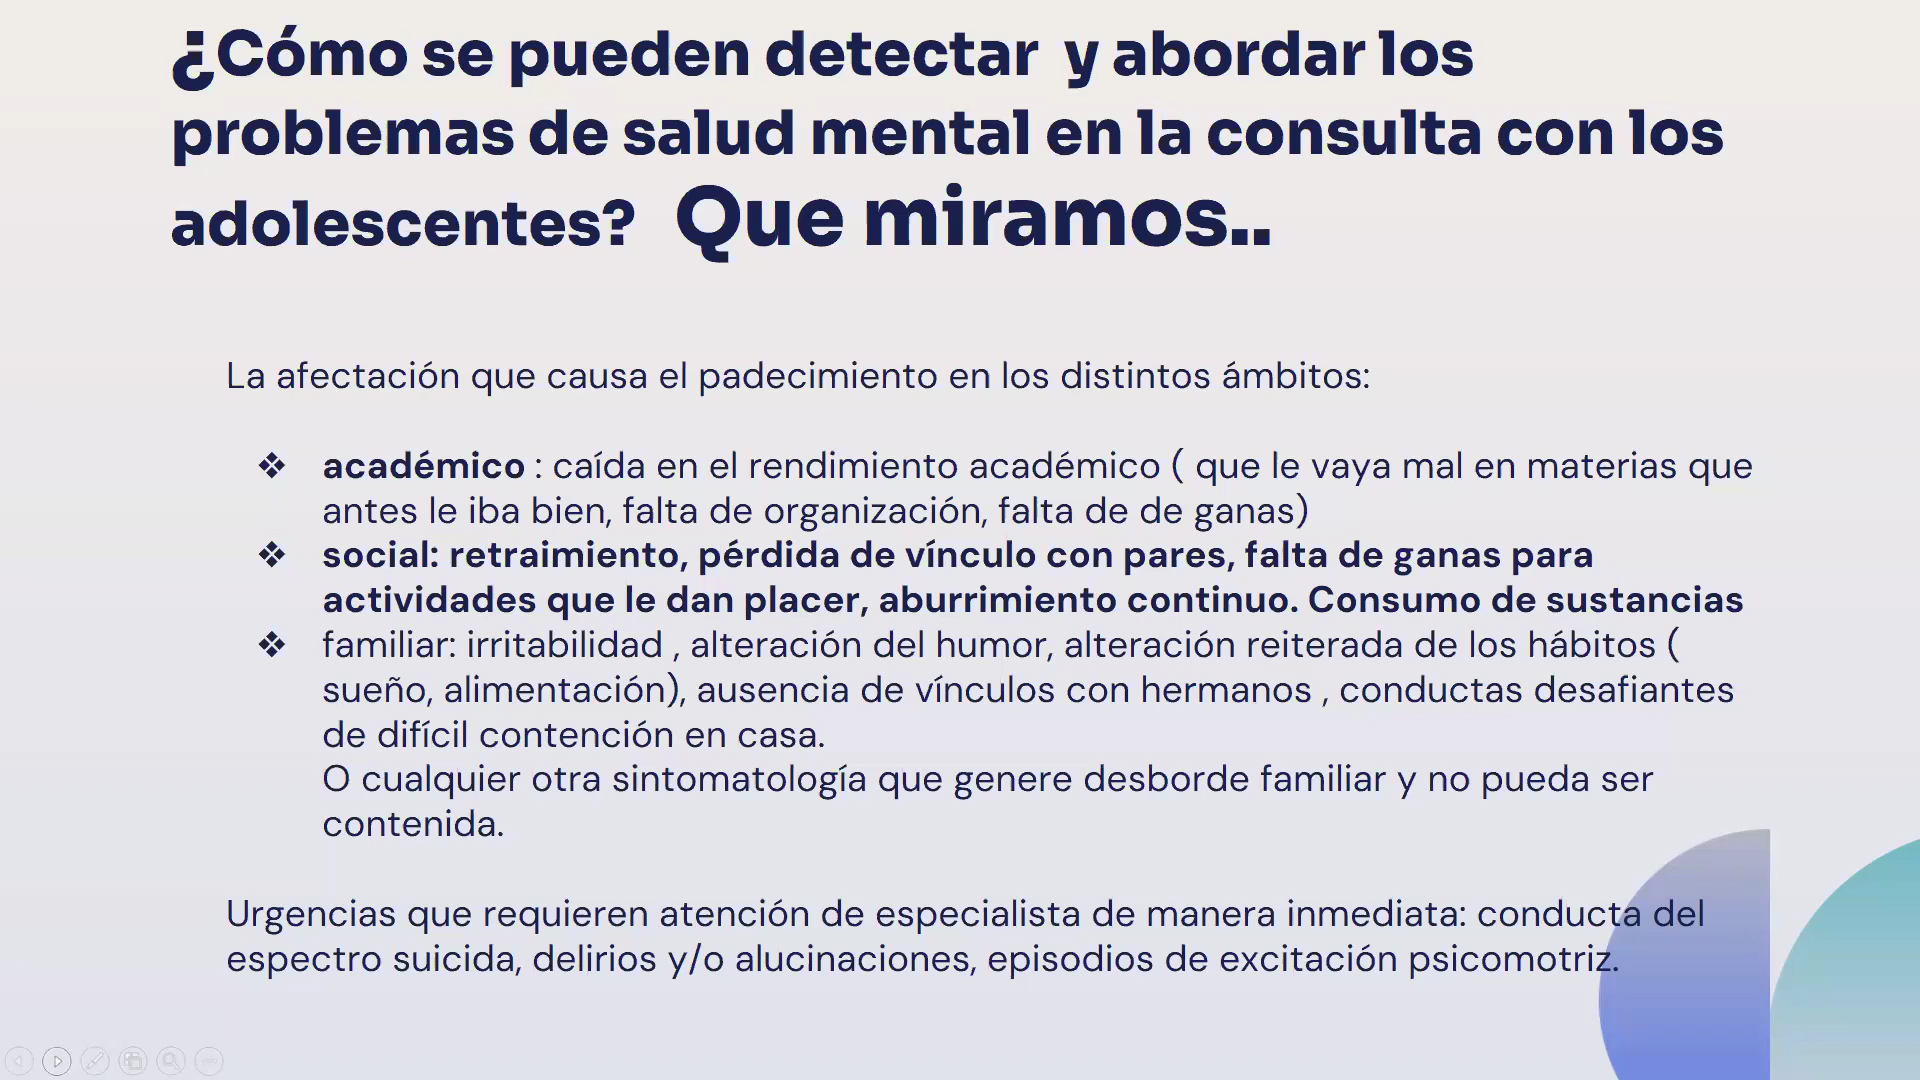 ¿Cómo se pueden detectar y abordar los
problemas de salud mental en la consulta con los
adolescentes? Que miramos..
La afectación que causa el padecimiento en los distintos ámbitos:
❖ académico : caída en el rendimiento académico ( que le vaya mal en materias que
antes le iba bien, falta de organización, falta de de ganas)
❖ social: retraimiento, pérdida de vínculo con pares, falta de ganas para
actividades que le dan placer, aburrimiento continuo. Consumo de sustancias
❖ familiar: irritabilidad , alteración del humor, alteración reiterada de los hábitos (
sueño, alimentación), ausencia de vínculos con hermanos , conductas desafiantes
de difícil contención en casa.
O cualquier otra sintomatología que genere desborde familiar y no pueda ser
contenida.
Urgencias que requieren atención de especialista de manera inmediata: conducta del
espectro suicida, delirios y/o alucinaciones, episodios de excitación psicomotriz.